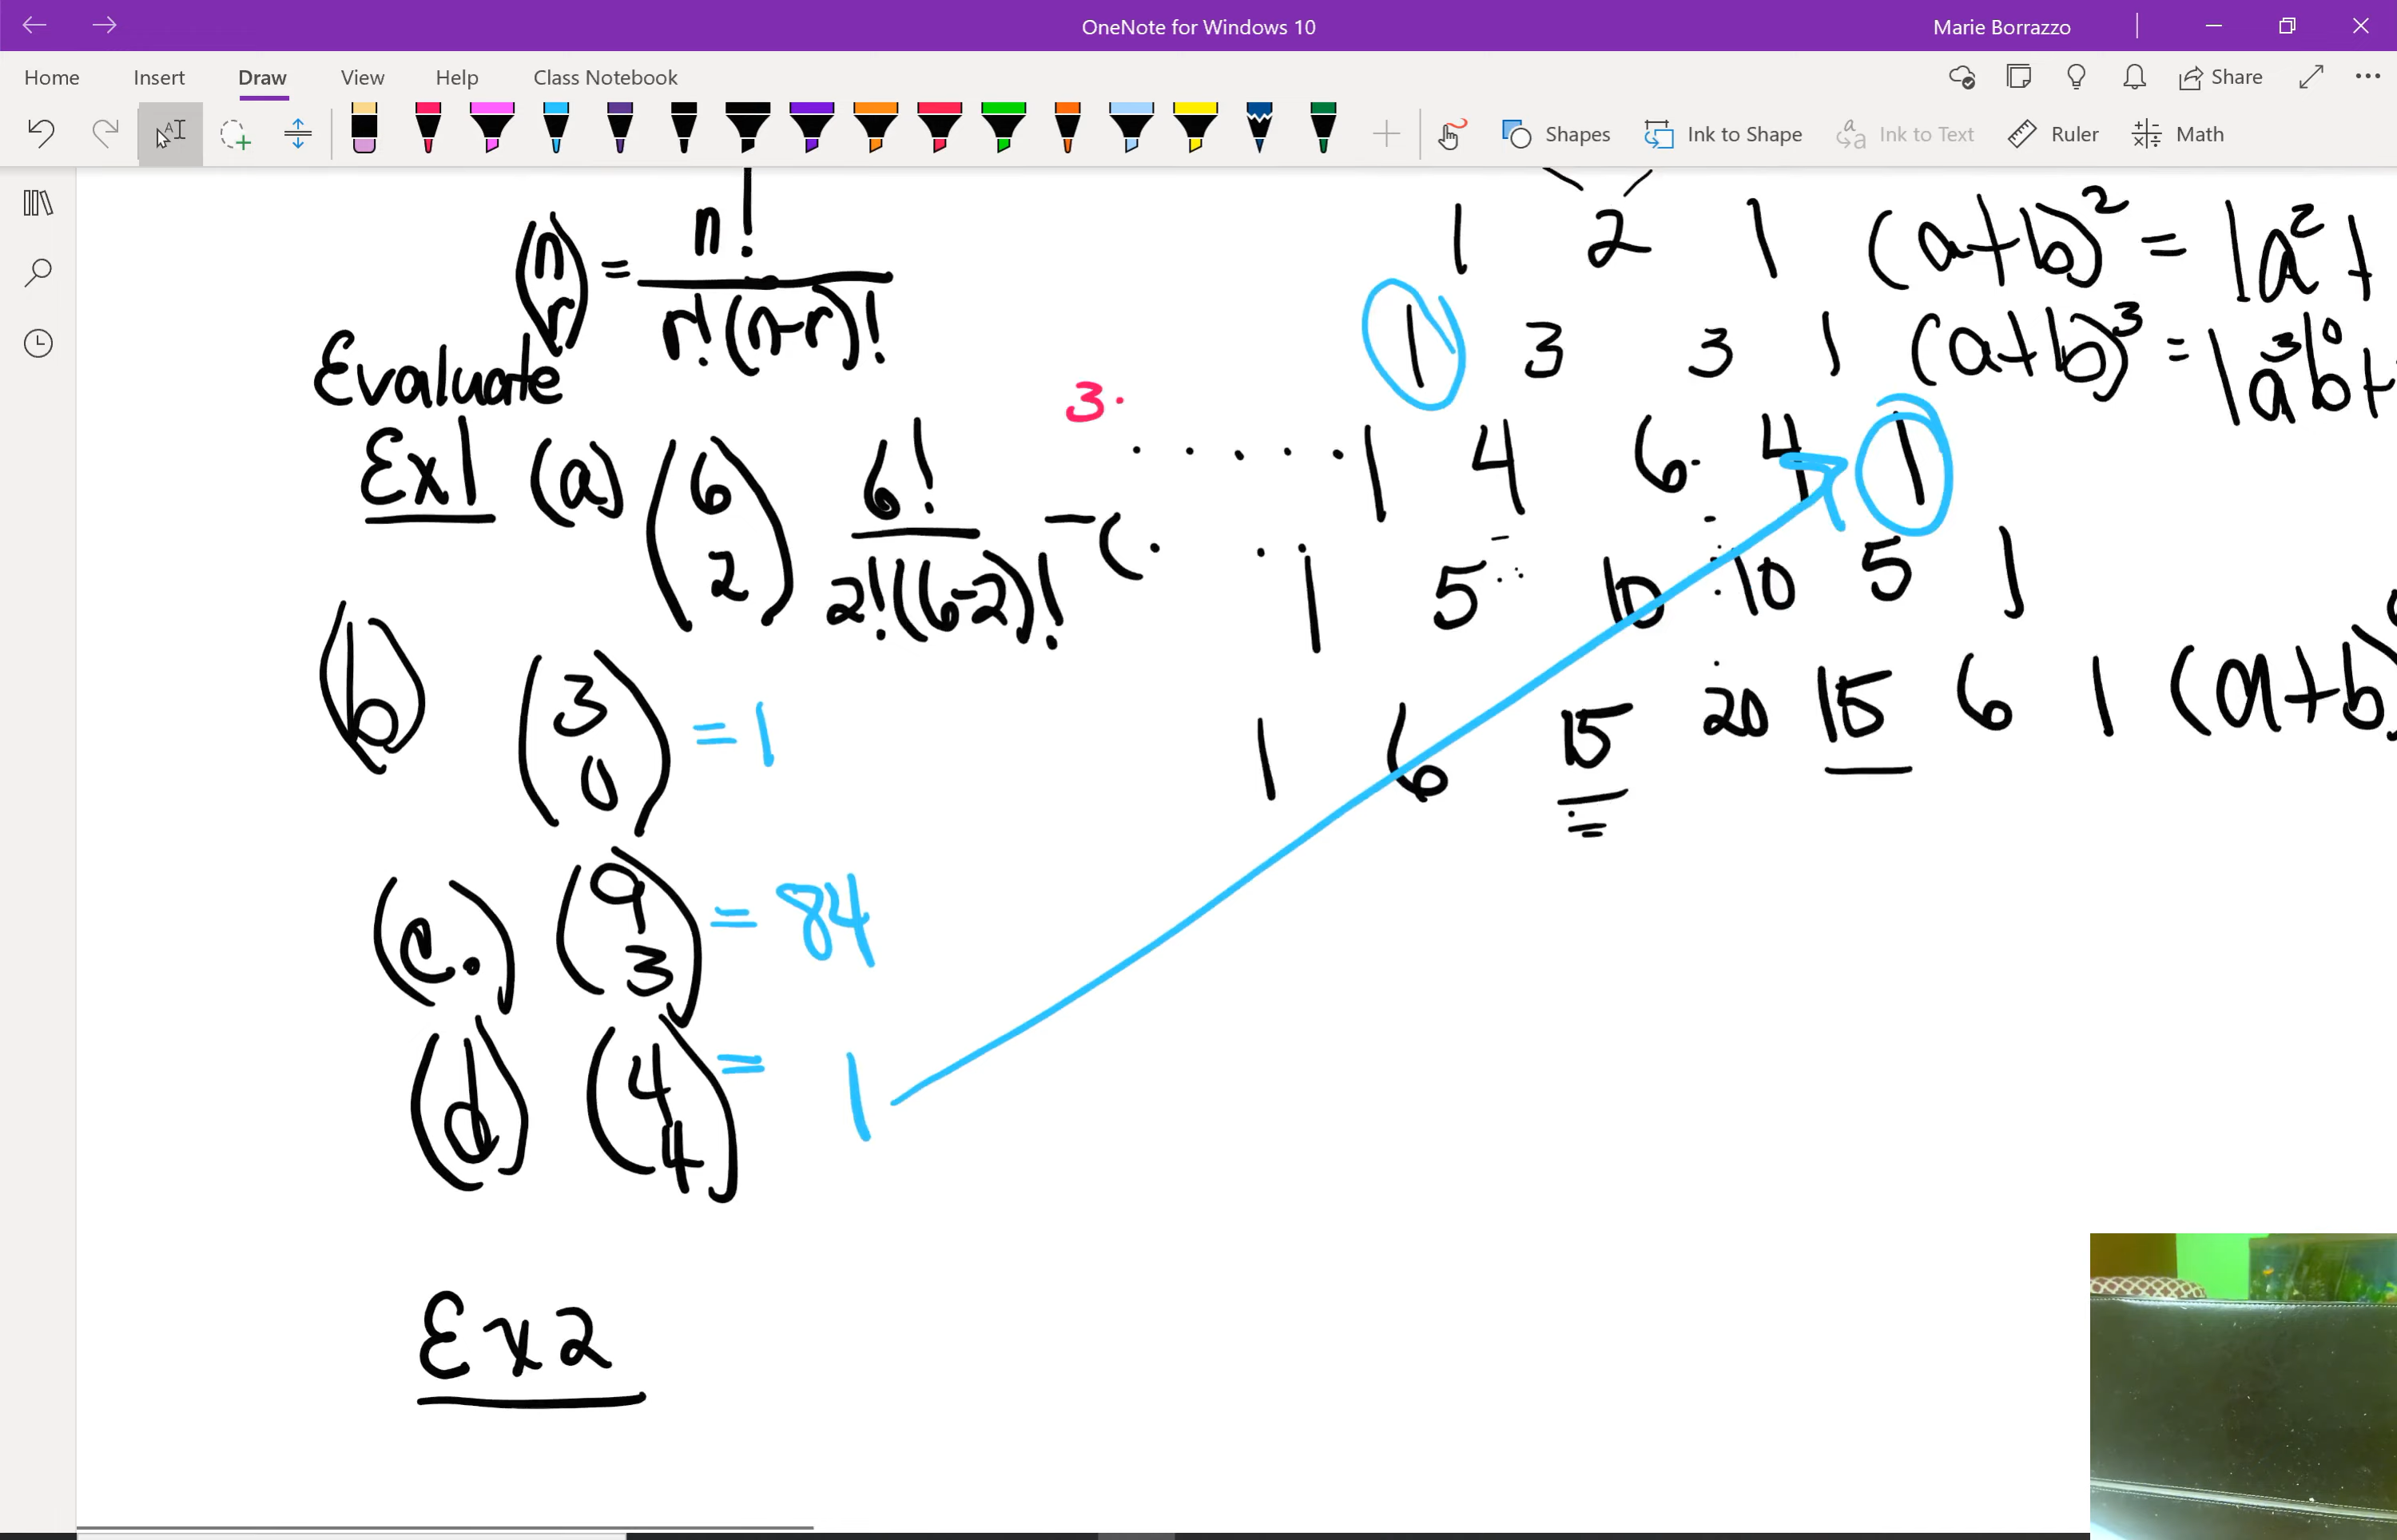 OneNote for Windows 10 Marie Borrazzo
Home Insert Draw View Help Class Notebook Share
Shapes Ink to Shape Ink to Text Ruler Math
(n r) = n! / r!(n-r)!
Evaluate
Ex1 (a) (6 2) 6! / 2!(6-2)!
(b) (3 0) = 1
(c.) (9 3) = 84
(d) (4 4) = 1
Ex2
3.
1 2 1 (a+b)² = 1a² +
1 3 3 1 (a+b)³ = 1a³b⁰ +
1 4 6 4 1
1 5 10 10 5 1
1 6 15 20 15 6 1 (a+b)